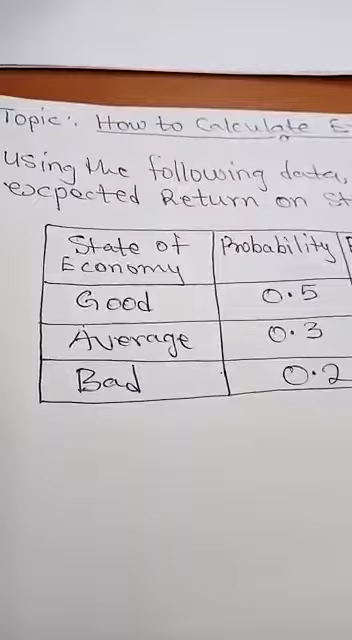 Topic:. How to Calculate E
Using the following data,
expected Return on St
State of Economy | Probability
Good | 0.5
Average | 0.3
Bad | 0.2